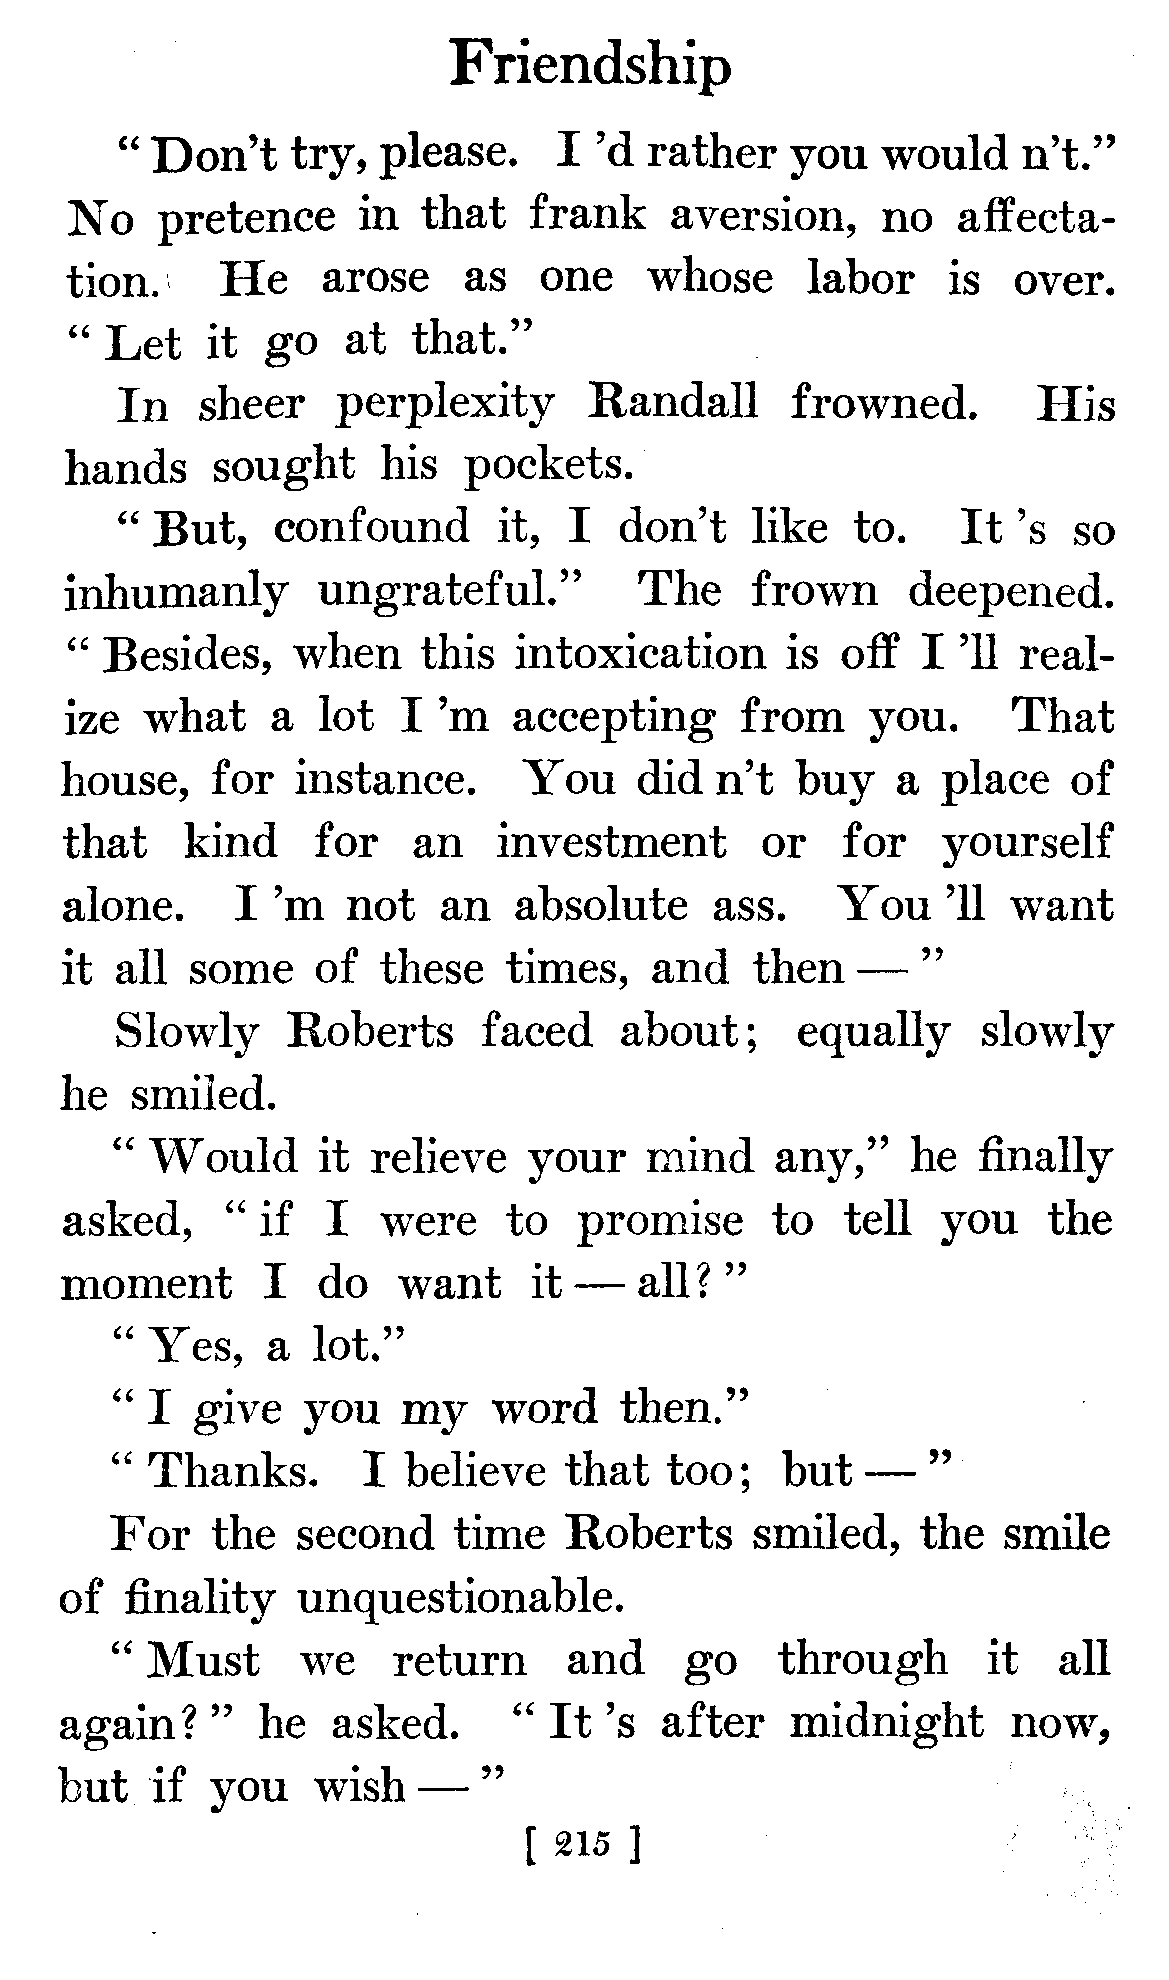 Friendship
“Don’t try, please. I ’d rather you would n’t.”
No pretence in that frank aversion, no affecta-
tion. He arose as one whose labor is over.
“Let it go at that.”
In sheer perplexity Randall frowned. His
hands sought his pockets.
“But, confound it, I don’t like to. It ’s so
inhumanly ungrateful.” The frown deepened.
“Besides, when this intoxication is off I ’ll real-
ize what a lot I ’m accepting from you. That
house, for instance. You did n’t buy a place of
that kind for an investment or for yourself
alone. I ’m not an absolute ass. You ’ll want
it all some of these times, and then — ”
Slowly Roberts faced about; equally slowly
he smiled.
“Would it relieve your mind any,” he finally
asked, “if I were to promise to tell you the
moment I do want it — all?”
“Yes, a lot.”
“I give you my word then.”
“Thanks. I believe that too; but — ”
For the second time Roberts smiled, the smile
of finality unquestionable.
“Must we return and go through it all
again?” he asked. “It ’s after midnight now,
but if you wish — ”
[ 215 ]